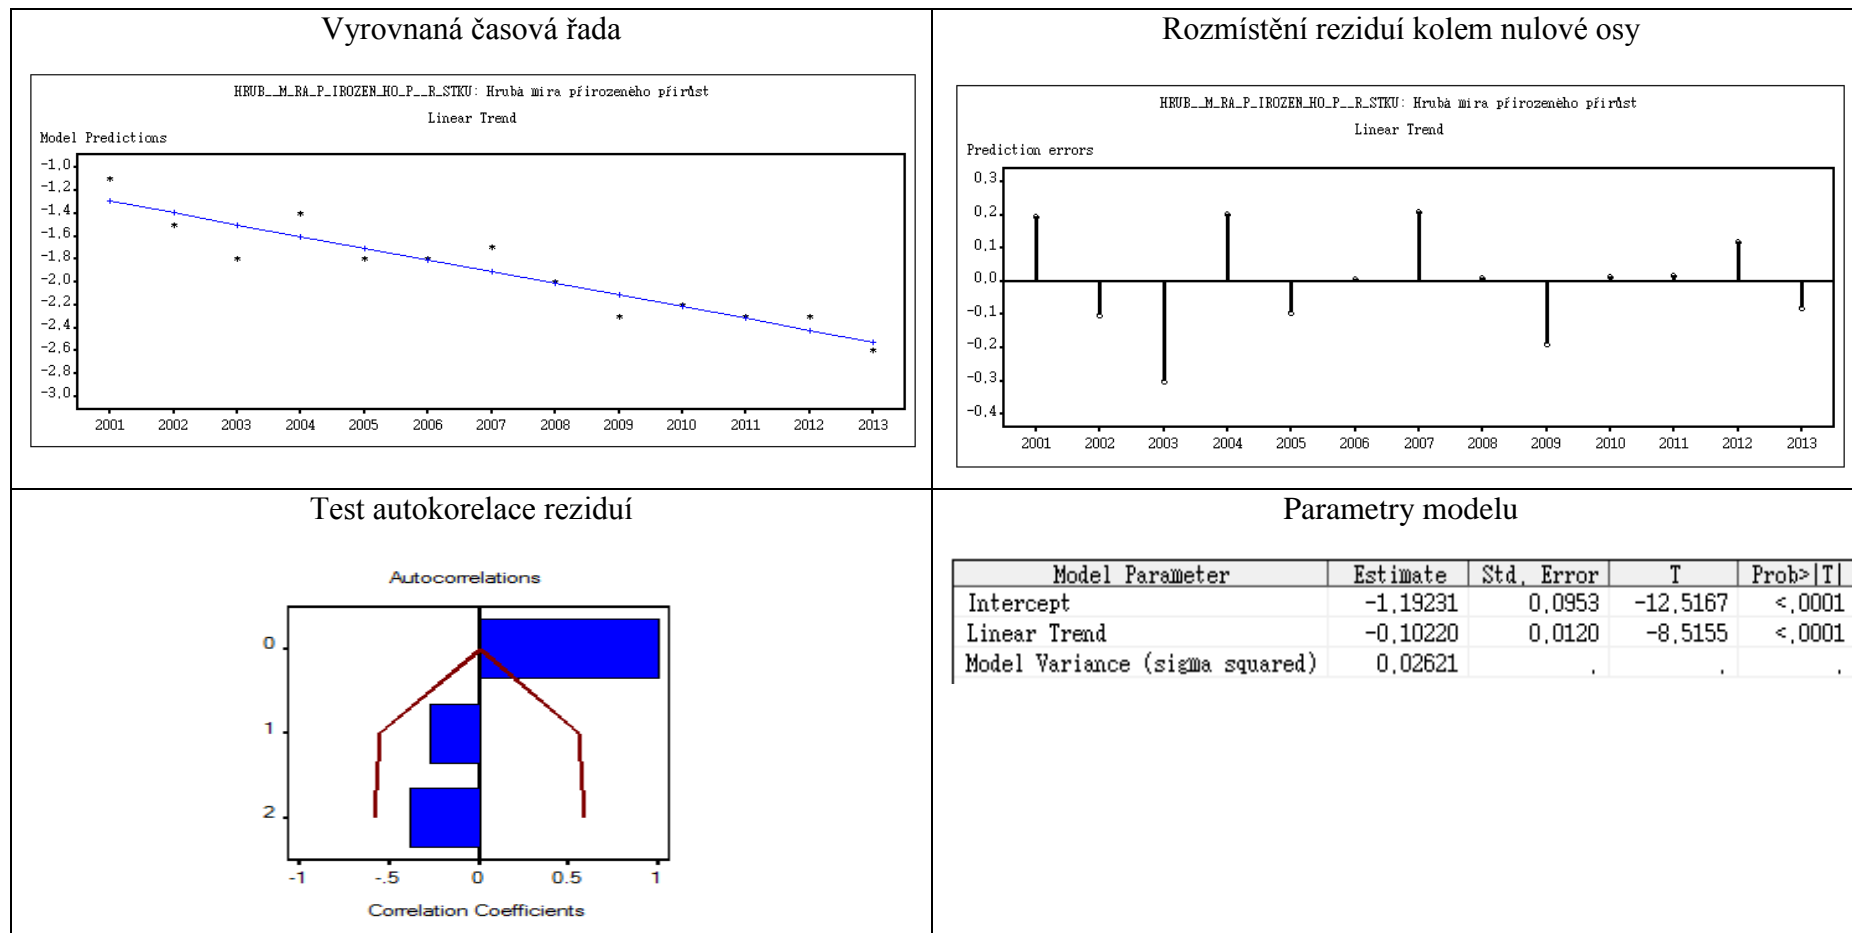 Vyrovnaná časová řada
HRUB__M_RA_P_IROZEN_HO_P__R_STKU: Hrubá míra přirozeného přírůst
Linear Trend
Model Predictions
-1,0
-1,2
-1,4
-1,6
-1,8
-2,0
-2,2
-2,4
-2,6
-2,8
-3,0
2001 2002 2003 2004 2005 2006 2007 2008 2009 2010 2011 2012 2013
Rozmístění reziduí kolem nulové osy
HRUB__M_RA_P_IROZEN_HO_P__R_STKU: Hrubá míra přirozeného přírůst
Linear Trend
Prediction errors
0,3
0,2
0,1
0,0
-0,1
-0,2
-0,3
-0,4
2001 2002 2003 2004 2005 2006 2007 2008 2009 2010 2011 2012 2013
Test autokorelace reziduí
Autocorrelations
0
1
2
-1 -.5 0 0.5 1
Correlation Coefficients
Parametry modelu
Model Parameter Estimate Std. Error T Prob>|T|
Intercept -1,19231 0,0953 -12,5167 <,0001
Linear Trend -0,10220 0,0120 -8,5155 <,0001
Model Variance (sigma squared) 0,02621 . . .